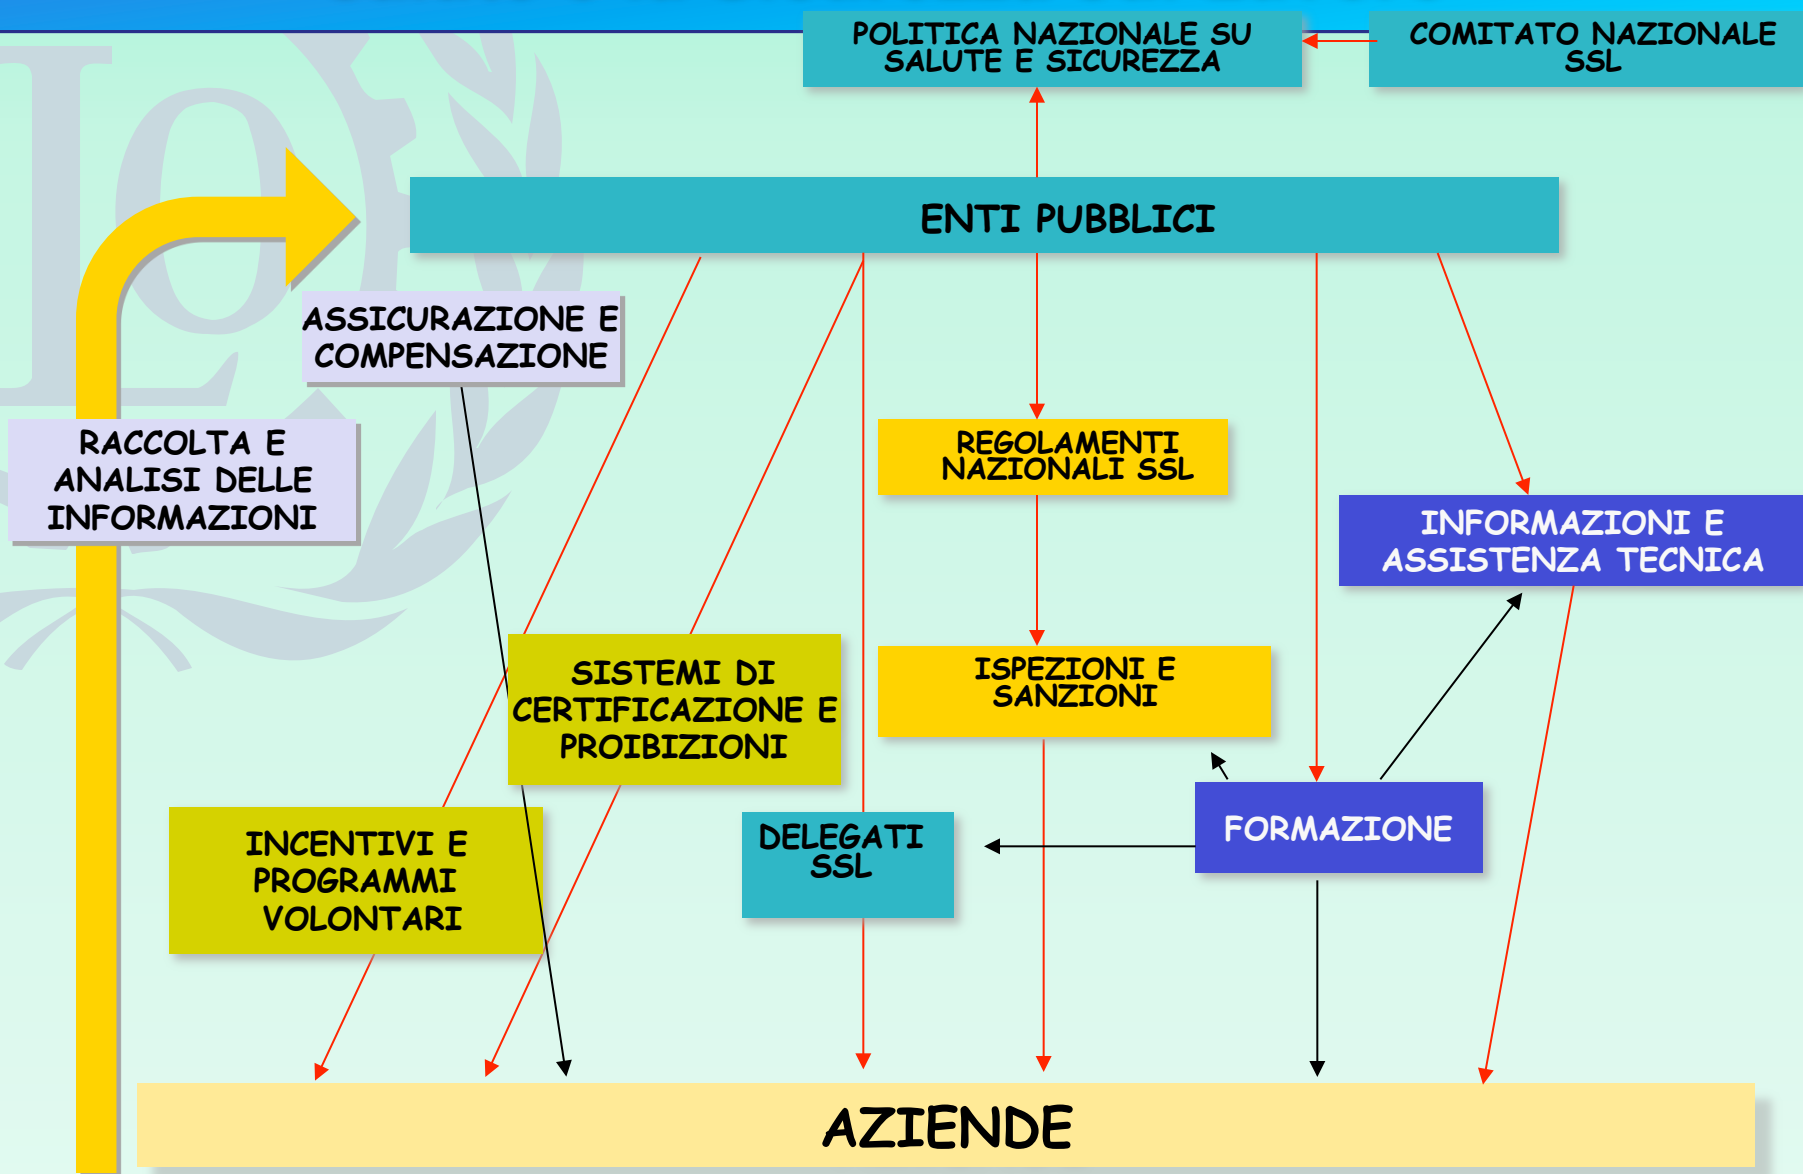 POLITICA NAZIONALE SU
SALUTE E SICUREZZA
COMITATO NAZIONALE
SSL
ENTI PUBBLICI
ASSICURAZIONE E
COMPENSAZIONE
RACCOLTA E
ANALISI DELLE
INFORMAZIONI
REGOLAMENTI
NAZIONALI SSL
INFORMAZIONI E
ASSISTENZA TECNICA
SISTEMI DI
CERTIFICAZIONE E
PROIBIZIONI
ISPEZIONI E
SANZIONI
INCENTIVI E
PROGRAMMI
VOLONTARI
DELEGATI
SSL
FORMAZIONE
AZIENDE